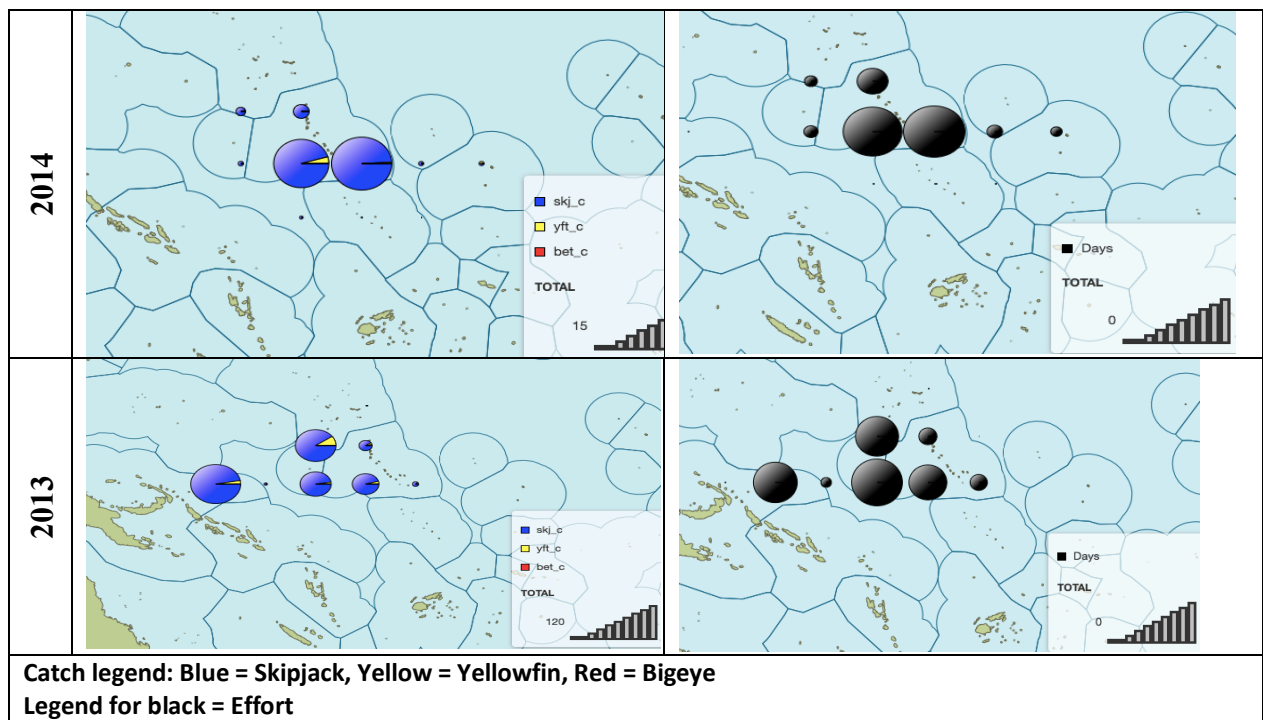 2014
skj_c
yft_c
bet_c
TOTAL
15
Days
TOTAL
0
2013
skj_c
yft_c
bet_c
TOTAL
120
Days
TOTAL
0
Catch legend: Blue = Skipjack, Yellow = Yellowfin, Red = Bigeye
Legend for black = Effort